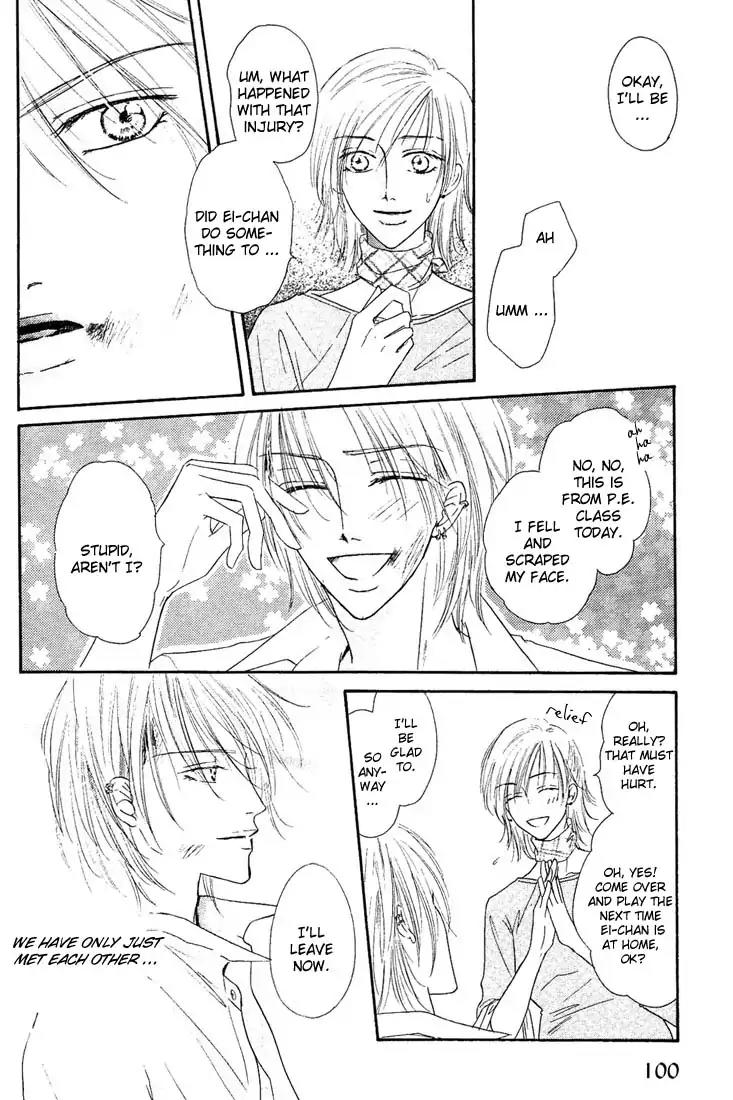 OKAY,
I'LL BE
...
AH
UMM ...
UM, WHAT
HAPPENED
WITH THAT
INJURY?
DID EI-CHAN
DO SOME-
THING TO ...
ah
ha
ha
NO, NO,
THIS IS
FROM P.E.
CLASS
TODAY.
I FELL
AND
SCRAPED
MY FACE.
STUPID,
AREN'T I?
relief
OH,
REALLY?
THAT MUST
HAVE
HURT.
OH, YES!
COME OVER
AND PLAY THE
NEXT TIME
EI-CHAN IS
AT HOME,
OK?
I'LL
BE
GLAD
TO.
SO
ANY-
WAY
...
I'LL
LEAVE
NOW.
WE HAVE ONLY JUST
MET EACH OTHER ...
100